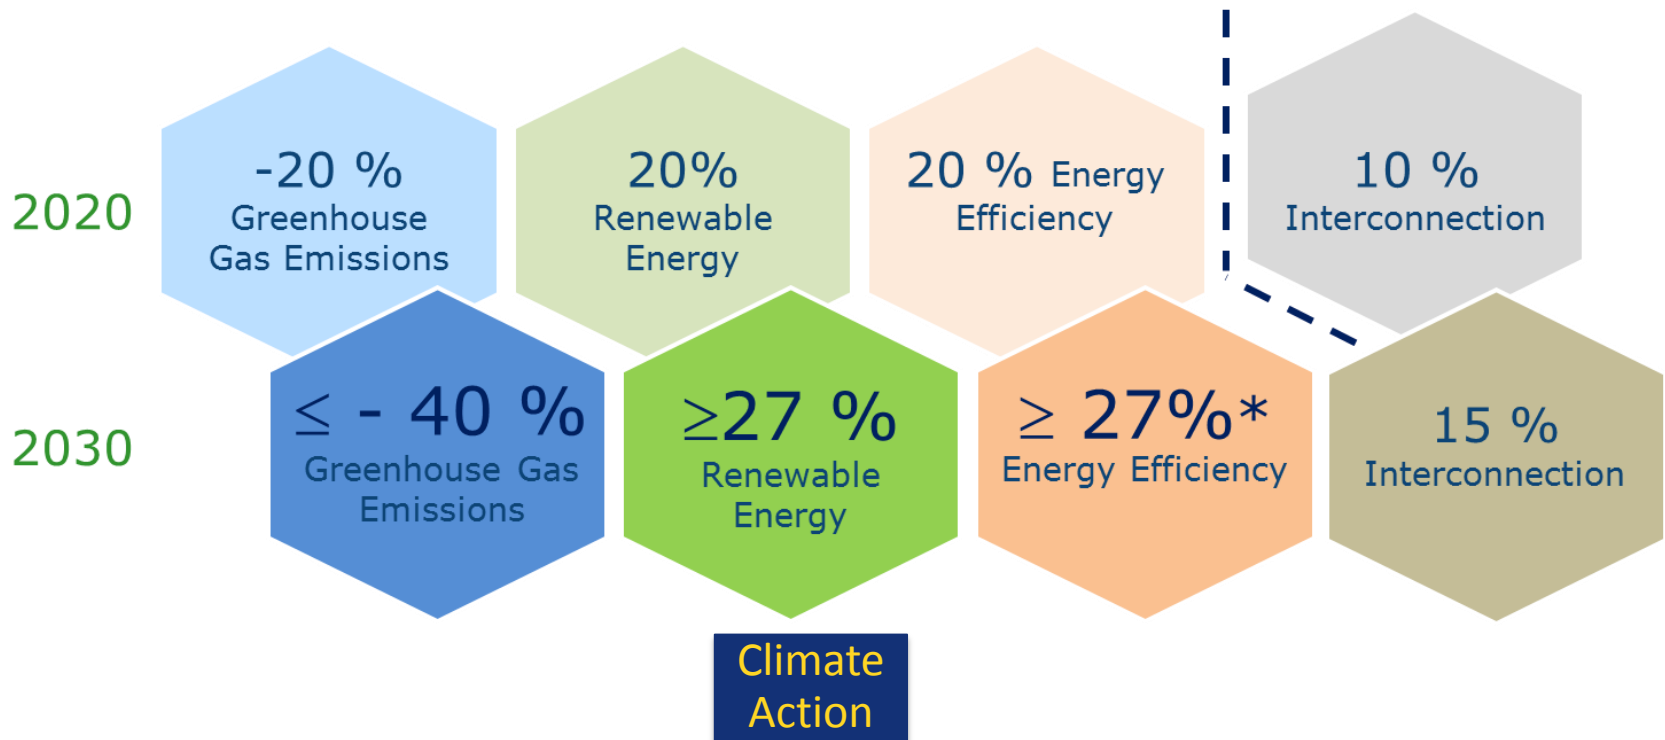 2020
-20 %
Greenhouse
Gas Emissions
20%
Renewable
Energy
20 % Energy
Efficiency
10 %
Interconnection
2030
≤ - 40 %
Greenhouse Gas
Emissions
≥27 %
Renewable
Energy
≥ 27%*
Energy Efficiency
15 %
Interconnection
Climate
Action